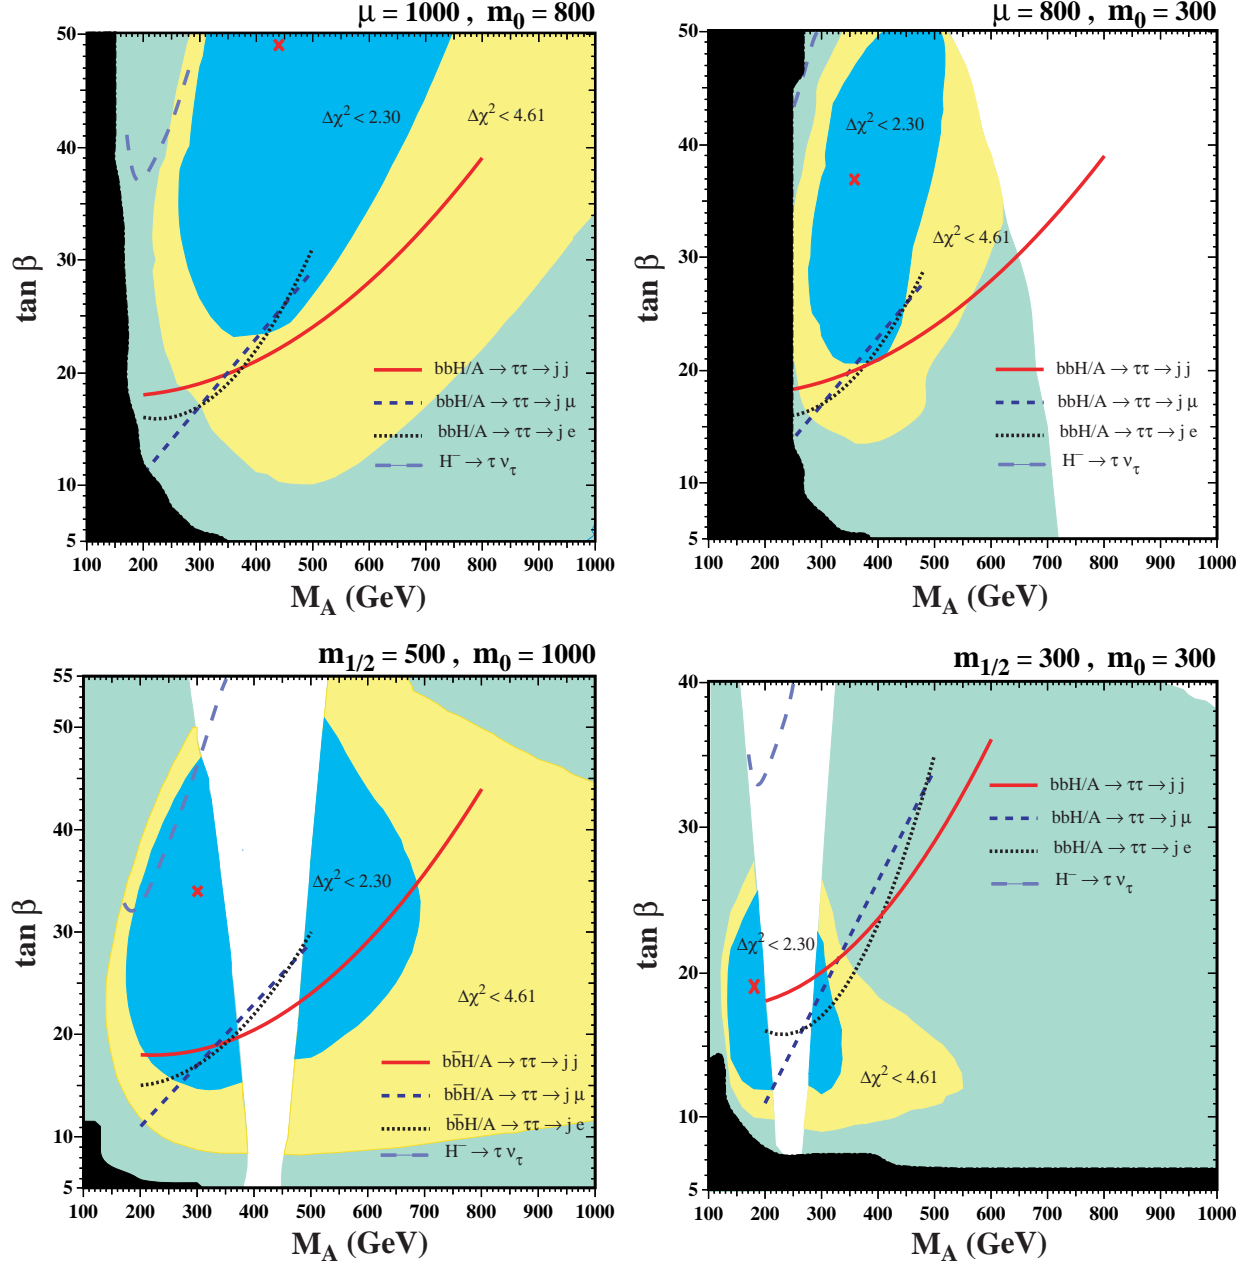 μ = 1000 , m0 = 800
50
40
30
20
10
5
tan β
Δχ² < 2.30
Δχ² < 4.61
bbH/A → ττ → j j
bbH/A → ττ → j μ
bbH/A → ττ → j e
H⁻ → τ ντ
100 200 300 400 500 600 700 800 900 1000
MA (GeV)
μ = 800 , m0 = 300
50
40
30
20
10
5
tan β
Δχ² < 2.30
Δχ² < 4.61
bbH/A → ττ → j j
bbH/A → ττ → j μ
bbH/A → ττ → j e
H⁻ → τ ντ
100 200 300 400 500 600 700 800 900 1000
MA (GeV)
m1/2 = 500 , m0 = 1000
55
50
40
30
20
10
5
tan β
Δχ² < 2.30
Δχ² < 4.61
bb̅H/A → ττ → j j
bb̅H/A → ττ → j μ
bb̅H/A → ττ → j e
H⁻ → τ ντ
100 200 300 400 500 600 700 800 900 1000
MA (GeV)
m1/2 = 300 , m0 = 300
40
30
20
10
5
tan β
bbH/A → ττ → j j
bbH/A → ττ → j μ
bbH/A → ττ → j e
H⁻ → τ ντ
Δχ² < 2.30
Δχ² < 4.61
100 200 300 400 500 600 700 800 900 1000
MA (GeV)